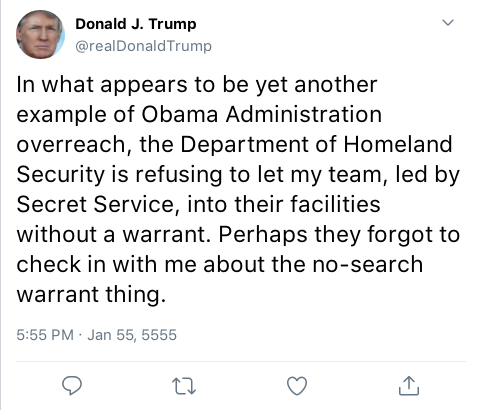 Donald J. Trump
@realDonaldTrump
In what appears to be yet another
example of Obama Administration
overreach, the Department of Homeland
Security is refusing to let my team, led by
Secret Service, into their facilities
without a warrant. Perhaps they forgot to
check in with me about the no-search
warrant thing.
5:55 PM · Jan 55, 5555